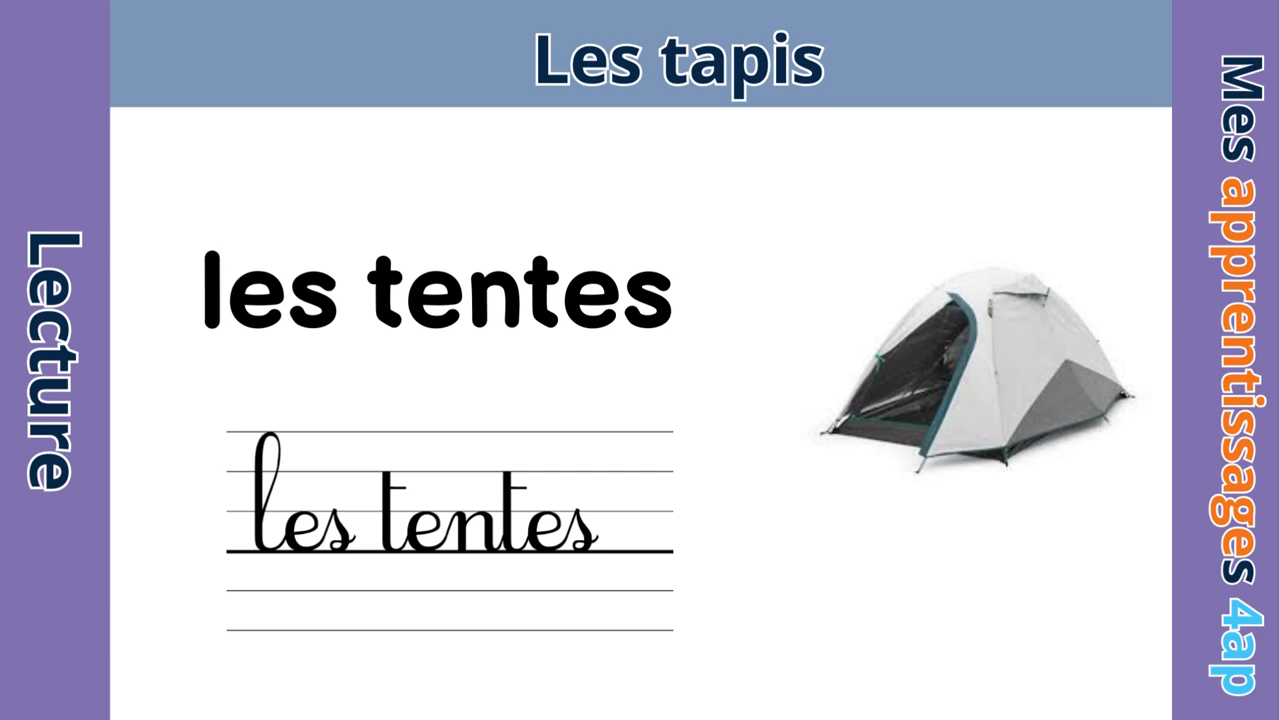 Les tapis
Lecture
les tentes
les tentes
Mes apprentissages 4ap